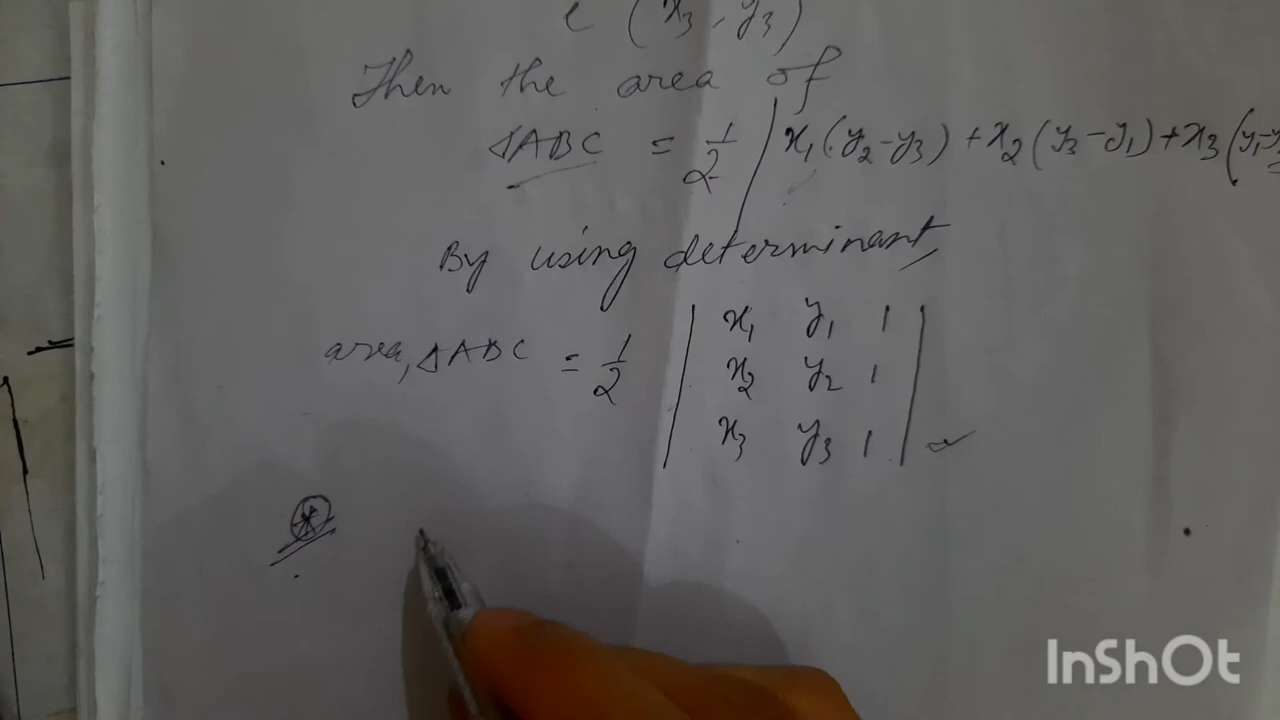 C (x₃, y₃)
Then the area of
ΔABC = 1/2 | x₁(y₂-y₃) + x₂(y₃-y₁) + x₃(y₁-y
By using determinant,
area, ΔABC = 1/2 | x₁ y₁ 1 |
| x₂ y₂ 1 |
| x₃ y₃ 1 |
InShOt